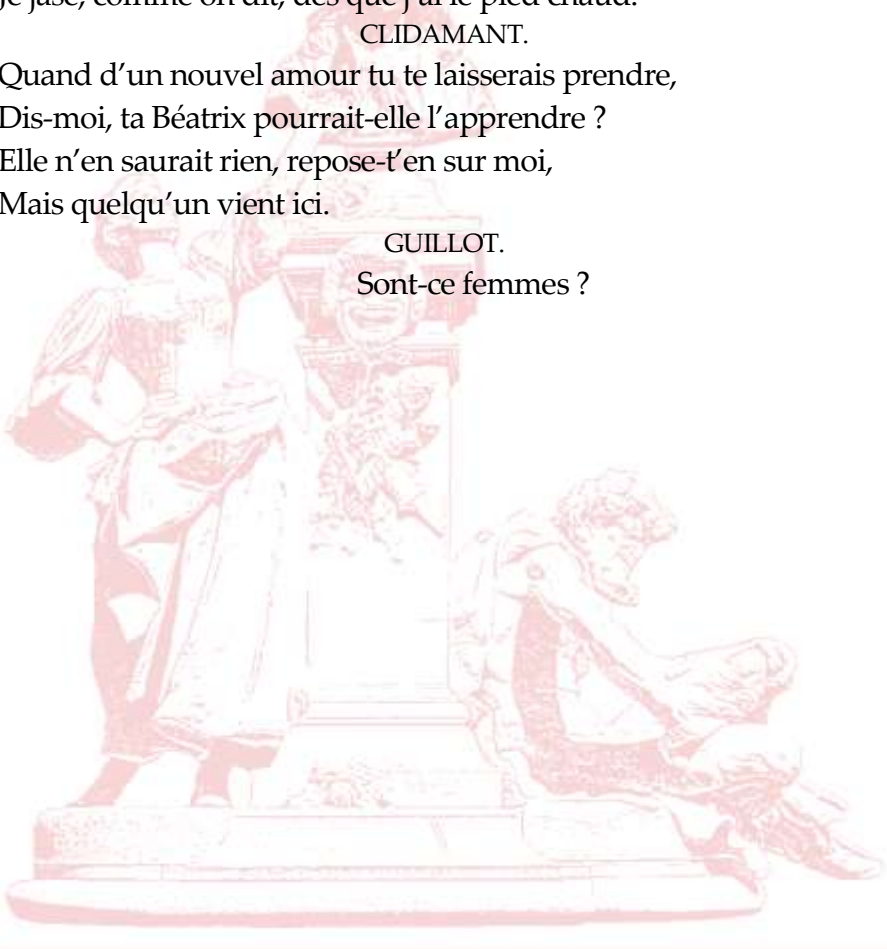 Je jase, comme on dit, dès que j'ai le pied chaud.
CLIDAMANT.
Quand d'un nouvel amour tu te laisserais prendre,
Dis-moi, ta Béatrix pourrait-elle l'apprendre ?
Elle n'en saurait rien, repose-t'en sur moi,
Mais quelqu'un vient ici.
GUILLOT.
Sont-ce femmes ?